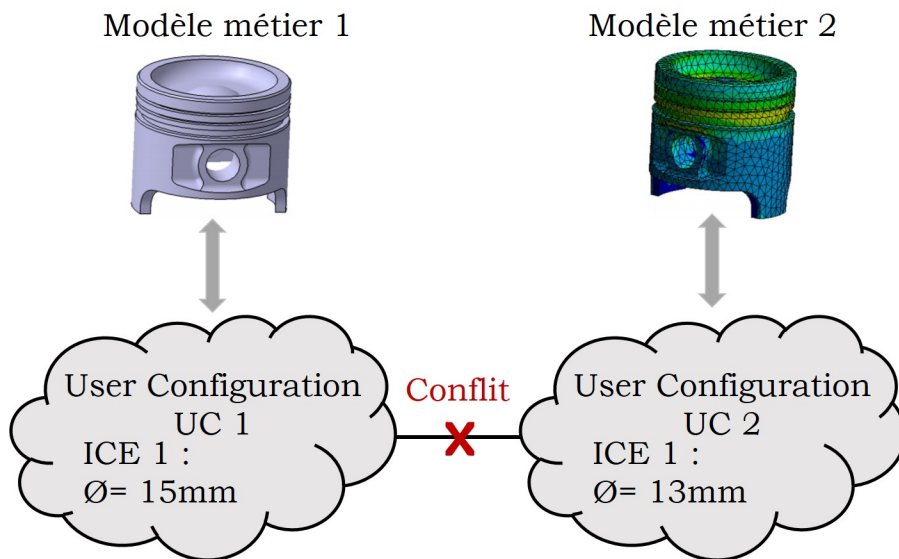 Modèle métier 1
Modèle métier 2
User Configuration
UC 1
ICE 1 :
Ø= 15mm
Conflit
User Configuration
UC 2
ICE 1 :
Ø= 13mm